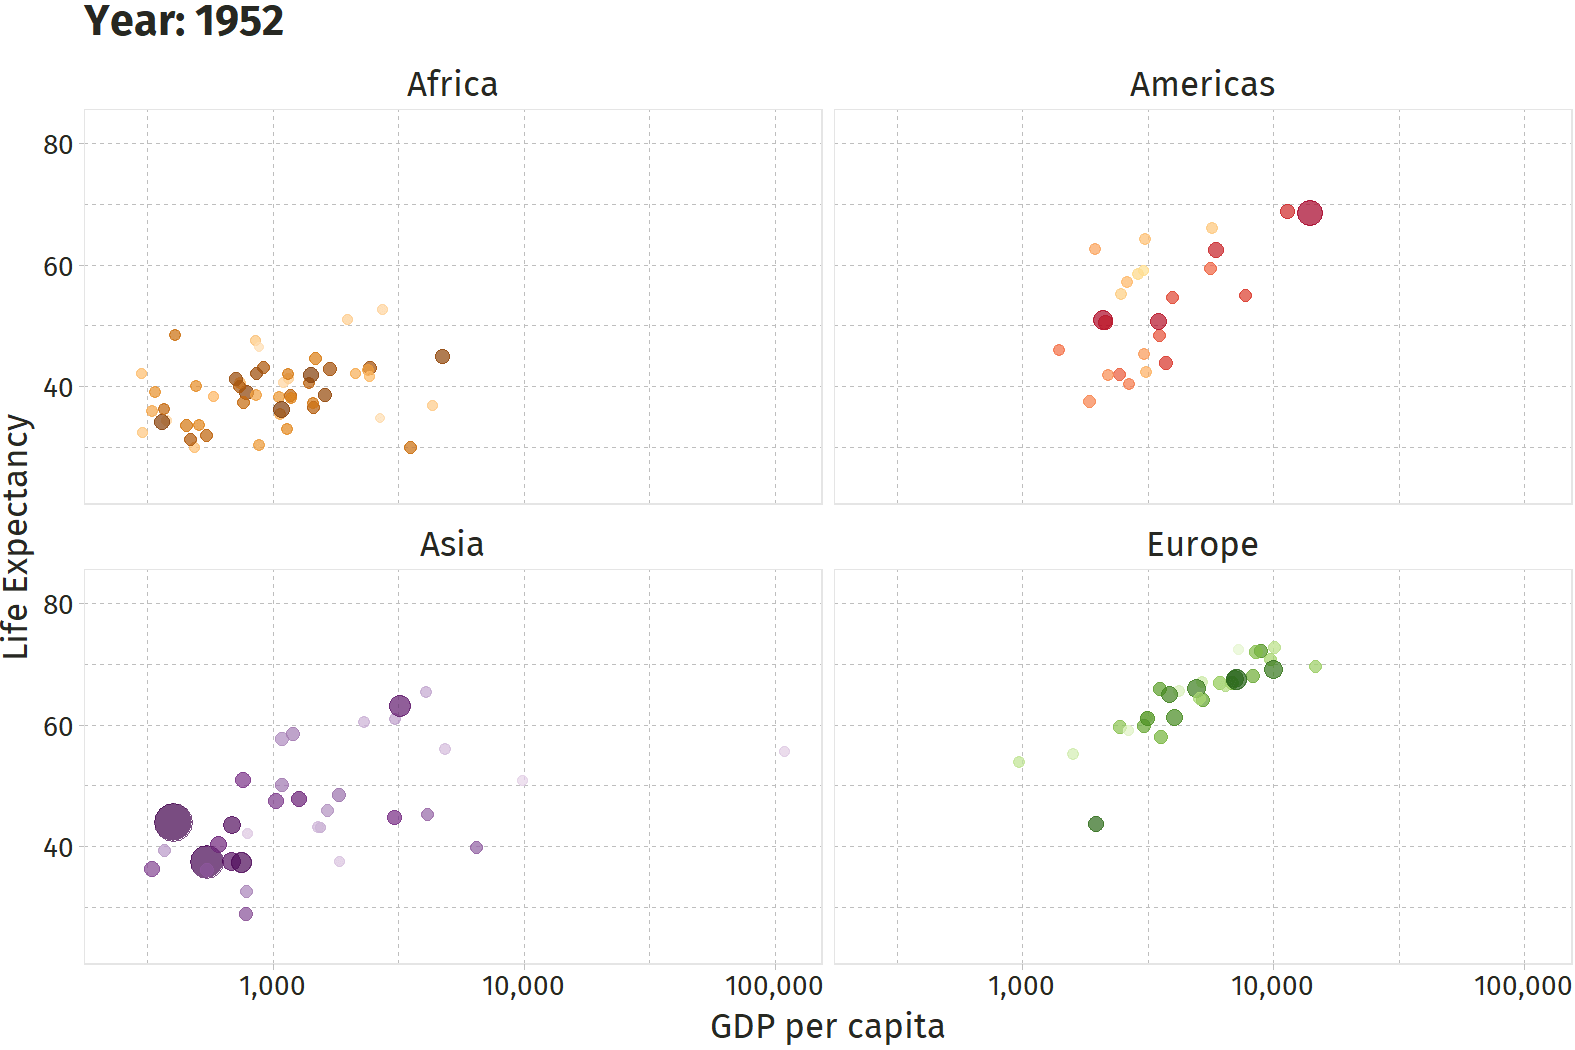 Year: 1952
Africa
Americas
80
60
40
Asia
Europe
80
60
40
Life Expectancy
1,000
10,000
100,000
1,000
10,000
100,000
GDP per capita